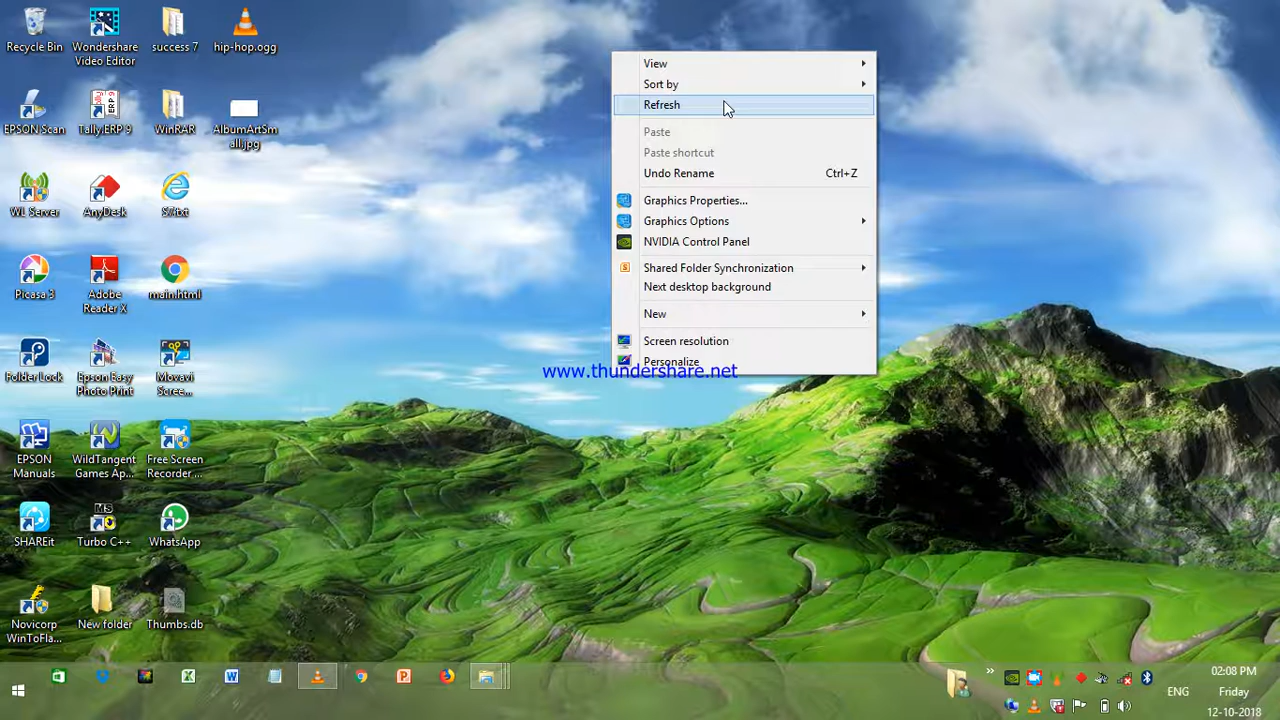 Recycle Bin
Wondershare
Video Editor
success 7
hip-hop.ogg
EPSON Scan
Tally.ERP 9
WinRAR
AlbumArtSm
all.jpg
WL Server
AnyDesk
Picasa 3
Adobe
Reader X
main.html
Folder Lock
Epson Easy
Photo Print
Movavi
Scree...
EPSON
Manuals
WildTangent
Games Ap...
Free Screen
Recorder ...
SHAREit
Turbo C++
WhatsApp
Novicorp
WinToFla...
New folder
Thumbs.db
View
Sort by
Refresh
Paste
Paste shortcut
Undo Rename Ctrl+Z
Graphics Properties...
Graphics Options
NVIDIA Control Panel
Shared Folder Synchronization
Next desktop background
New
Screen resolution
Personalize
www.thundershare.net
ENG
02:08 PM
Friday
12-10-2018